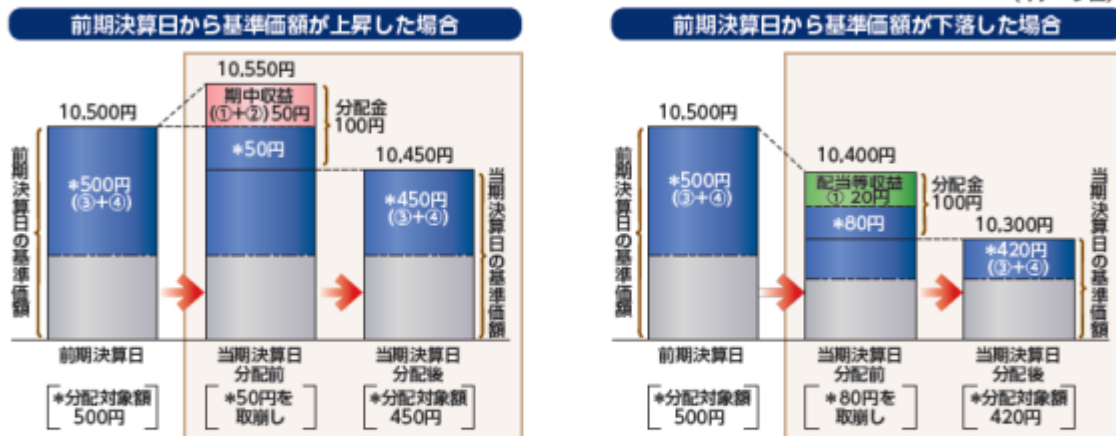 前期決算日から基準価額が上昇した場合
10,550円
期中収益
(①+②)50円
分配金
100円
10,500円
*50円
10,450円
前期決算日の基準価額
*500円
(③+④)
*450円
(③+④)
当期決算日の基準価額
前期決算日
当期決算日
分配前
当期決算日
分配後
*分配対象額
500円
*50円を
取崩し
*分配対象額
450円
前期決算日から基準価額が下落した場合
10,500円
10,400円
前期決算日の基準価額
*500円
(③+④)
配当等収益
① 20円
分配金
100円
*80円
10,300円
*420円
(③+④)
当期決算日の基準価額
前期決算日
当期決算日
分配前
当期決算日
分配後
*分配対象額
500円
*80円を
取崩し
*分配対象額
420円